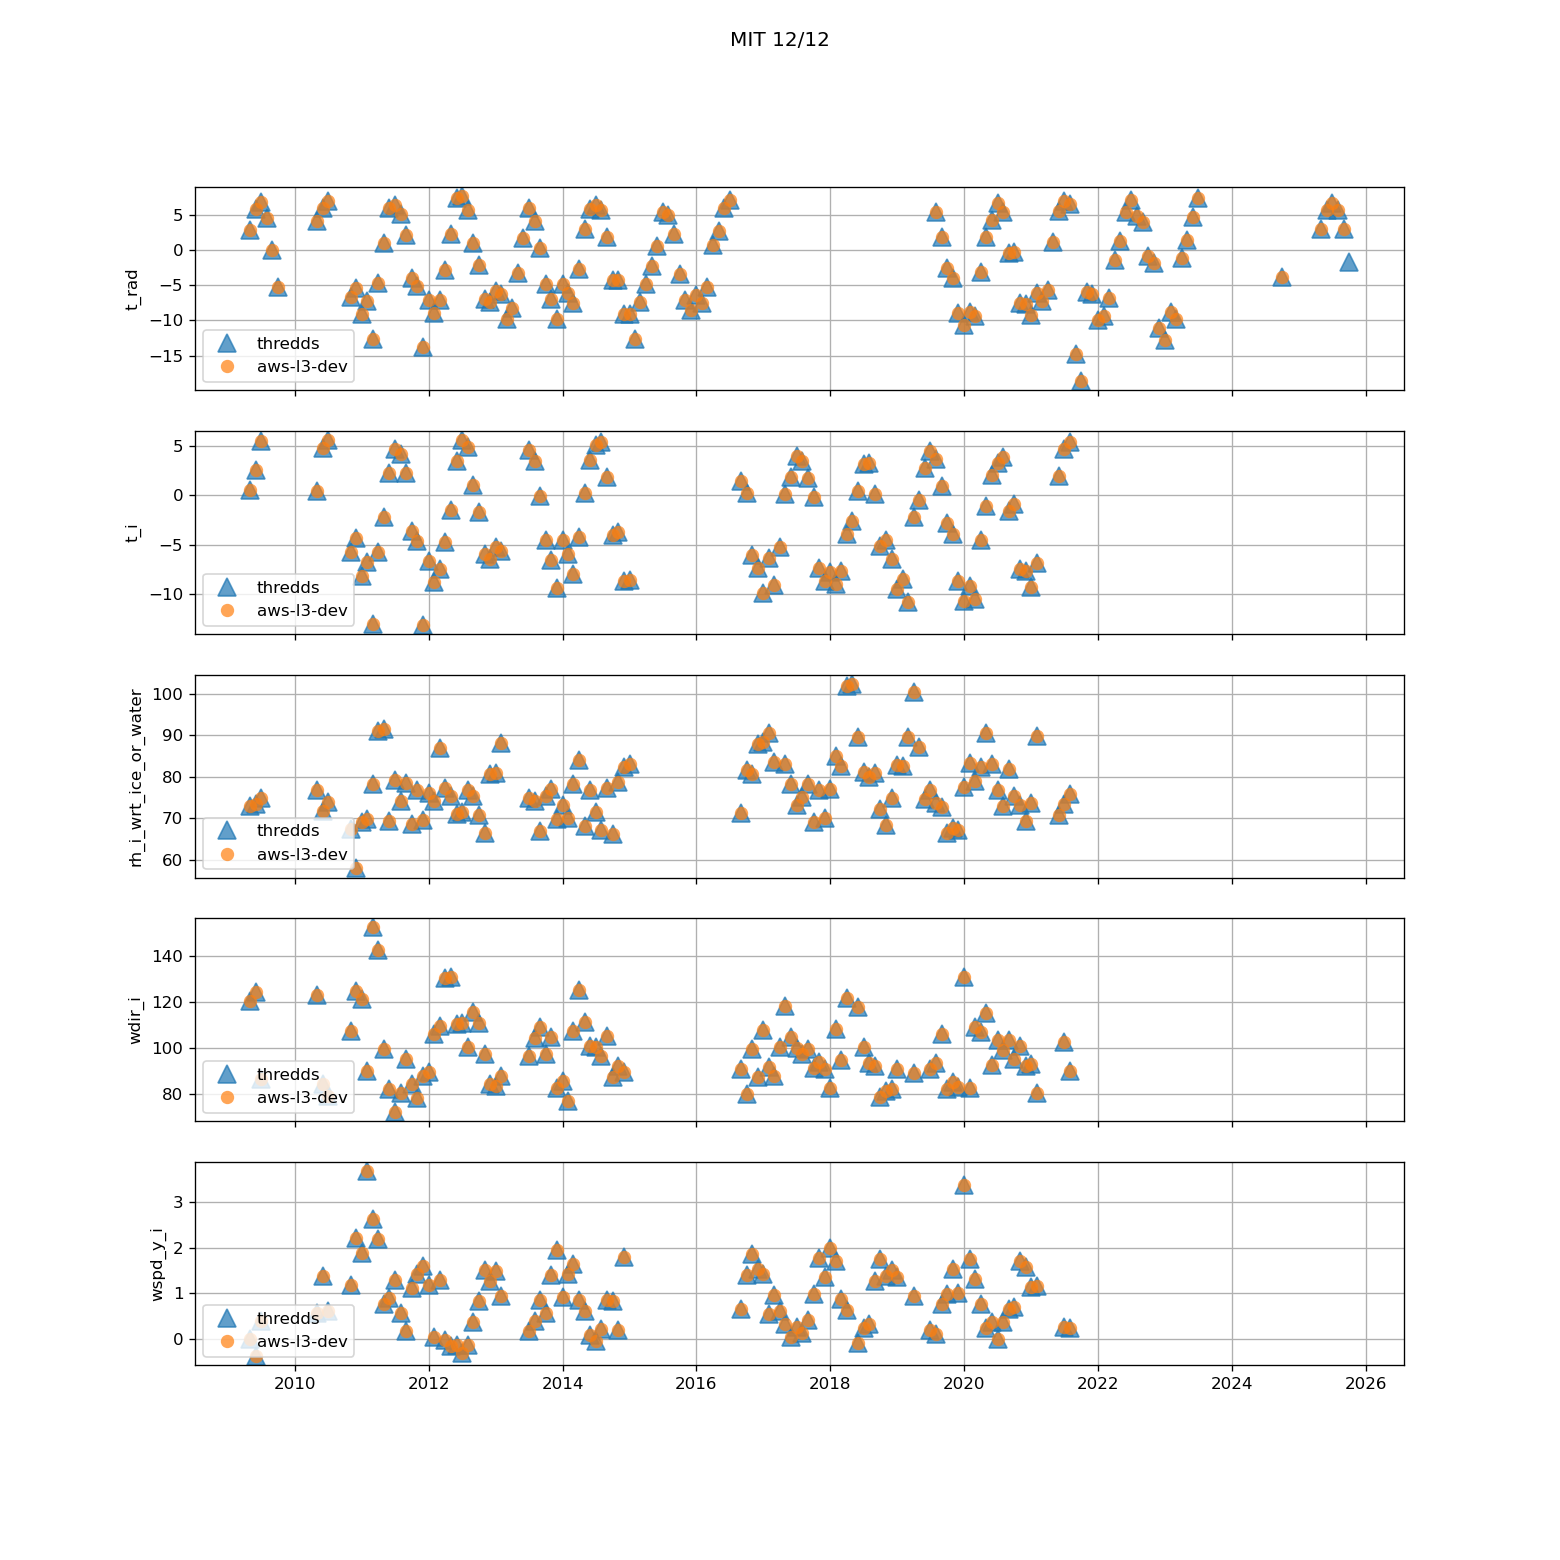 MIT 12/12
t_rad
5
0
−5
−10
−15
thredds
aws-l3-dev
t_i
5
0
−5
−10
thredds
aws-l3-dev
rh_i_wrt_ice_or_water
100
90
80
70
60
thredds
aws-l3-dev
wdir_i
140
120
100
80
thredds
aws-l3-dev
wspd_y_i
3
2
1
0
thredds
aws-l3-dev
2010 2012 2014 2016 2018 2020 2022 2024 2026